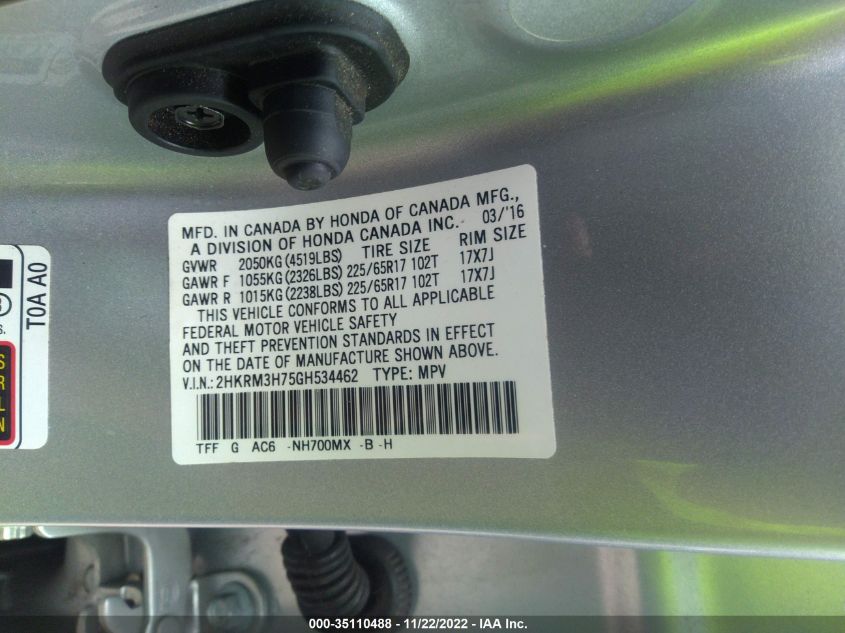 MFD. IN CANADA BY HONDA OF CANADA MFG.,
A DIVISION OF HONDA CANADA INC. 03/'16
TIRE SIZE RIM SIZE
GVWR 2050KG(4519LBS)
GAWR F 1055KG(2326LBS) 225/65R17 102T 17X7J
GAWR R 1015KG(2238LBS) 225/65R17 102T 17X7J
THIS VEHICLE CONFORMS TO ALL APPLICABLE
FEDERAL MOTOR VEHICLE SAFETY
AND THEFT PREVENTION STANDARDS IN EFFECT
ON THE DATE OF MANUFACTURE SHOWN ABOVE.
V.I.N.: 2HKRM3H75GH534462 TYPE: MPV
TFF G AC6 -NH700MX -B -H
T0A A0
000-35110488 - 11/22/2022 - IAA Inc.